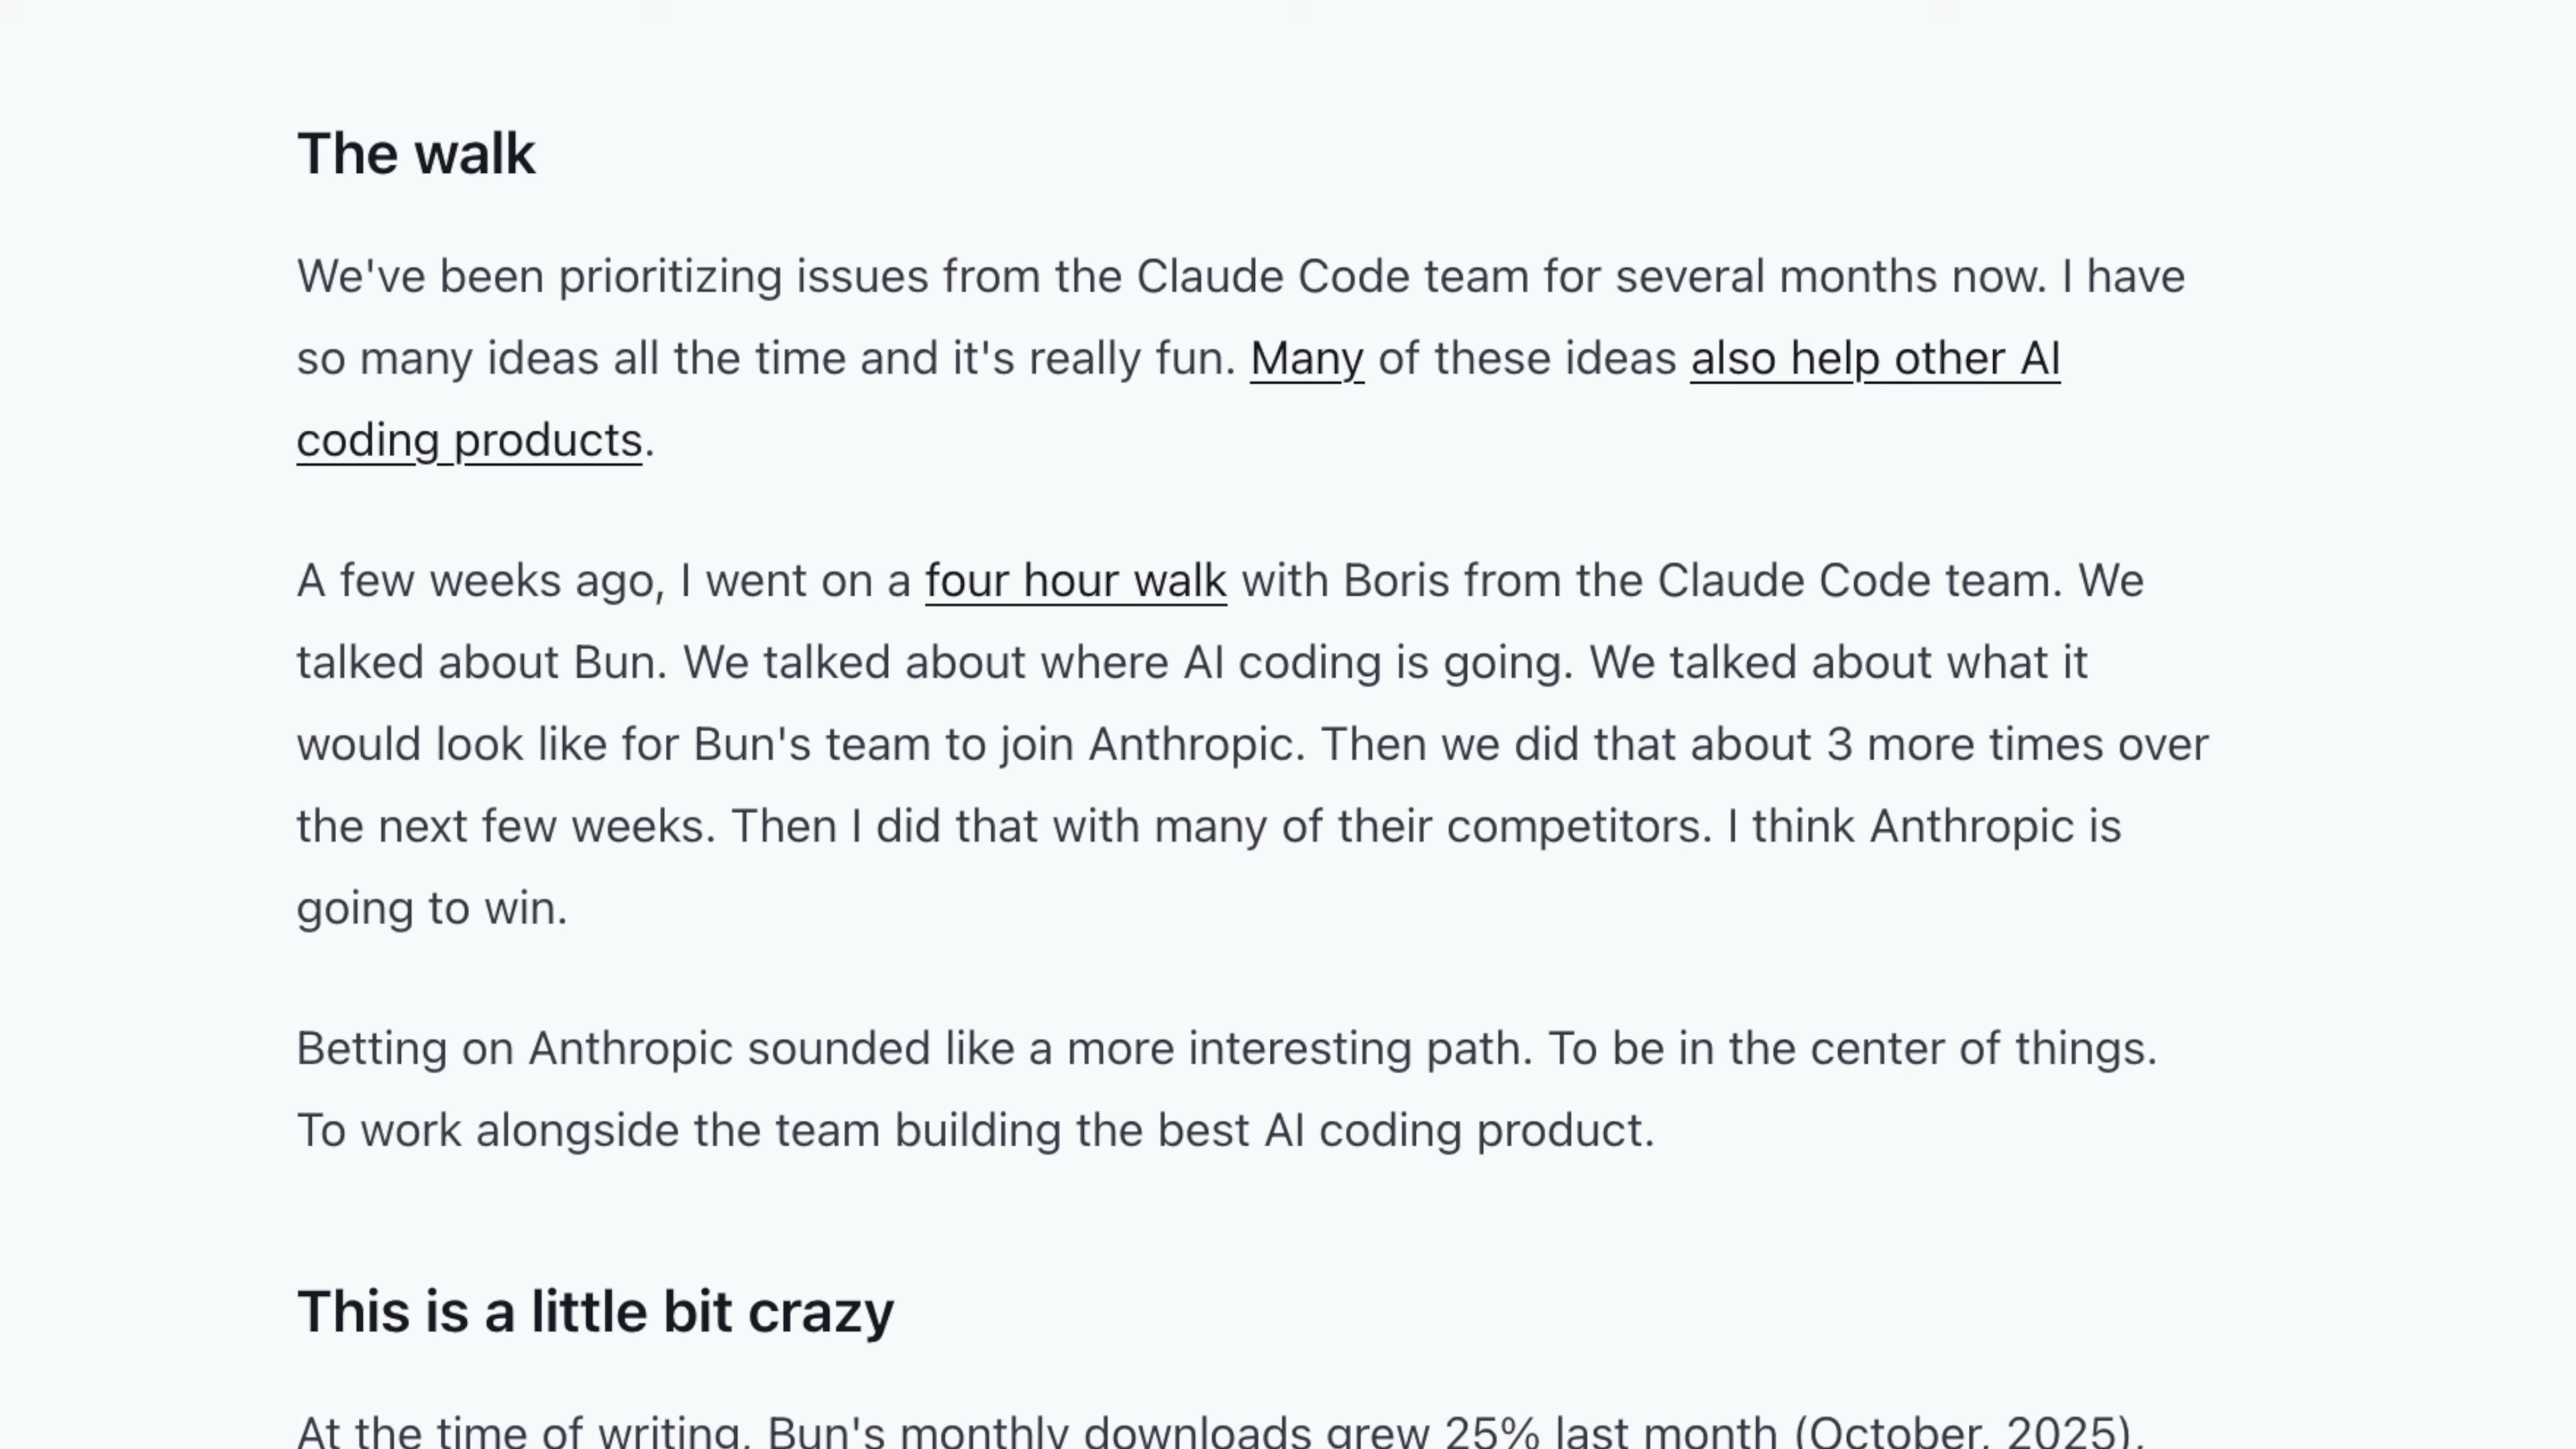 The walk
We've been prioritizing issues from the Claude Code team for several months now. I have
so many ideas all the time and it's really fun. Many of these ideas also help other AI
coding products.
A few weeks ago, I went on a four hour walk with Boris from the Claude Code team. We
talked about Bun. We talked about where AI coding is going. We talked about what it
would look like for Bun's team to join Anthropic. Then we did that about 3 more times over
the next few weeks. Then I did that with many of their competitors. I think Anthropic is
going to win.
Betting on Anthropic sounded like a more interesting path. To be in the center of things.
To work alongside the team building the best AI coding product.
This is a little bit crazy
At the time of writing, Bun's monthly downloads grew 25% last month (October, 2025),